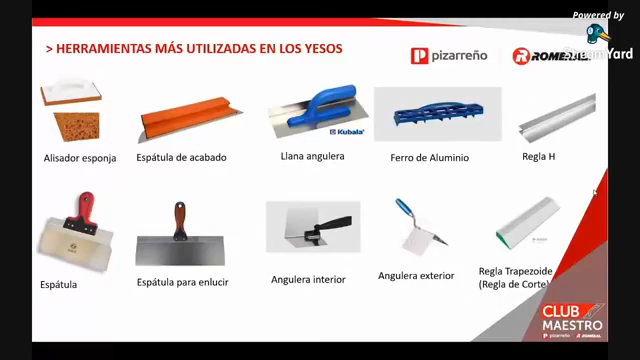 Powered by
StreamYard
> HERRAMIENTAS MÁS UTILIZADAS EN LOS YESOS
pizarreño
ROMERAL
Kubala
Alisador esponja
Espátula de acabado
Llana angulera
Ferro de Aluminio
Regla H
Espátula
Espátula para enlucir
Angulera interior
Angulera exterior
Regla Trapezoide
(Regla de Corte)
CLUB
MAESTRO
pizarreño
ROMERAL